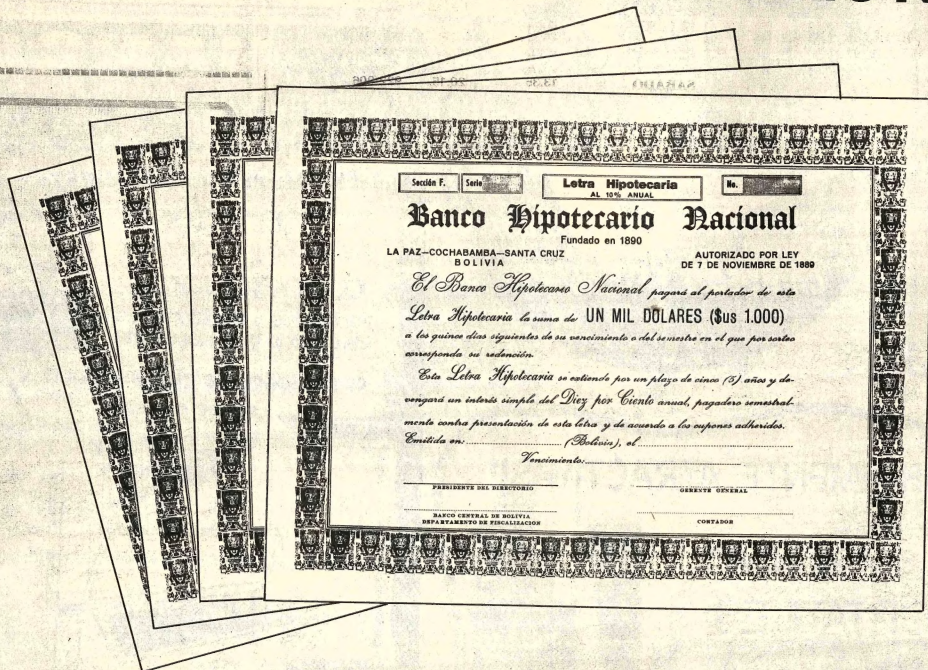 Sección F.
Serie
Letra Hipotecaria
AL 10% ANUAL
No.
Banco Hipotecario Nacional
Fundado en 1890
LA PAZ—COCHABAMBA—SANTA CRUZ
BOLIVIA
AUTORIZADO POR LEY
DE 7 DE NOVIEMBRE DE 1889
El Banco Hipotecario Nacional pagará al portador de esta
Letra Hipotecaria la suma de UN MIL DOLARES ($us 1.000)
a los quince días siguientes de su vencimiento o del semestre en el que por sorteo
corresponda su redención.
Esta Letra Hipotecaria se extiende por un plazo de cinco (5) años y de-
vengará un interés simple del Diez por Ciento anual, pagadero semestral-
mente contra presentación de esta letra y de acuerdo a los cupones adheridos.
Emitida en: (Bolivia), el
Vencimiento:
PRESIDENTE DEL DIRECTORIO
GERENTE GENERAL
BANCO CENTRAL DE BOLIVIA
DEPARTAMENTO DE FISCALIZACION
CONTADOR